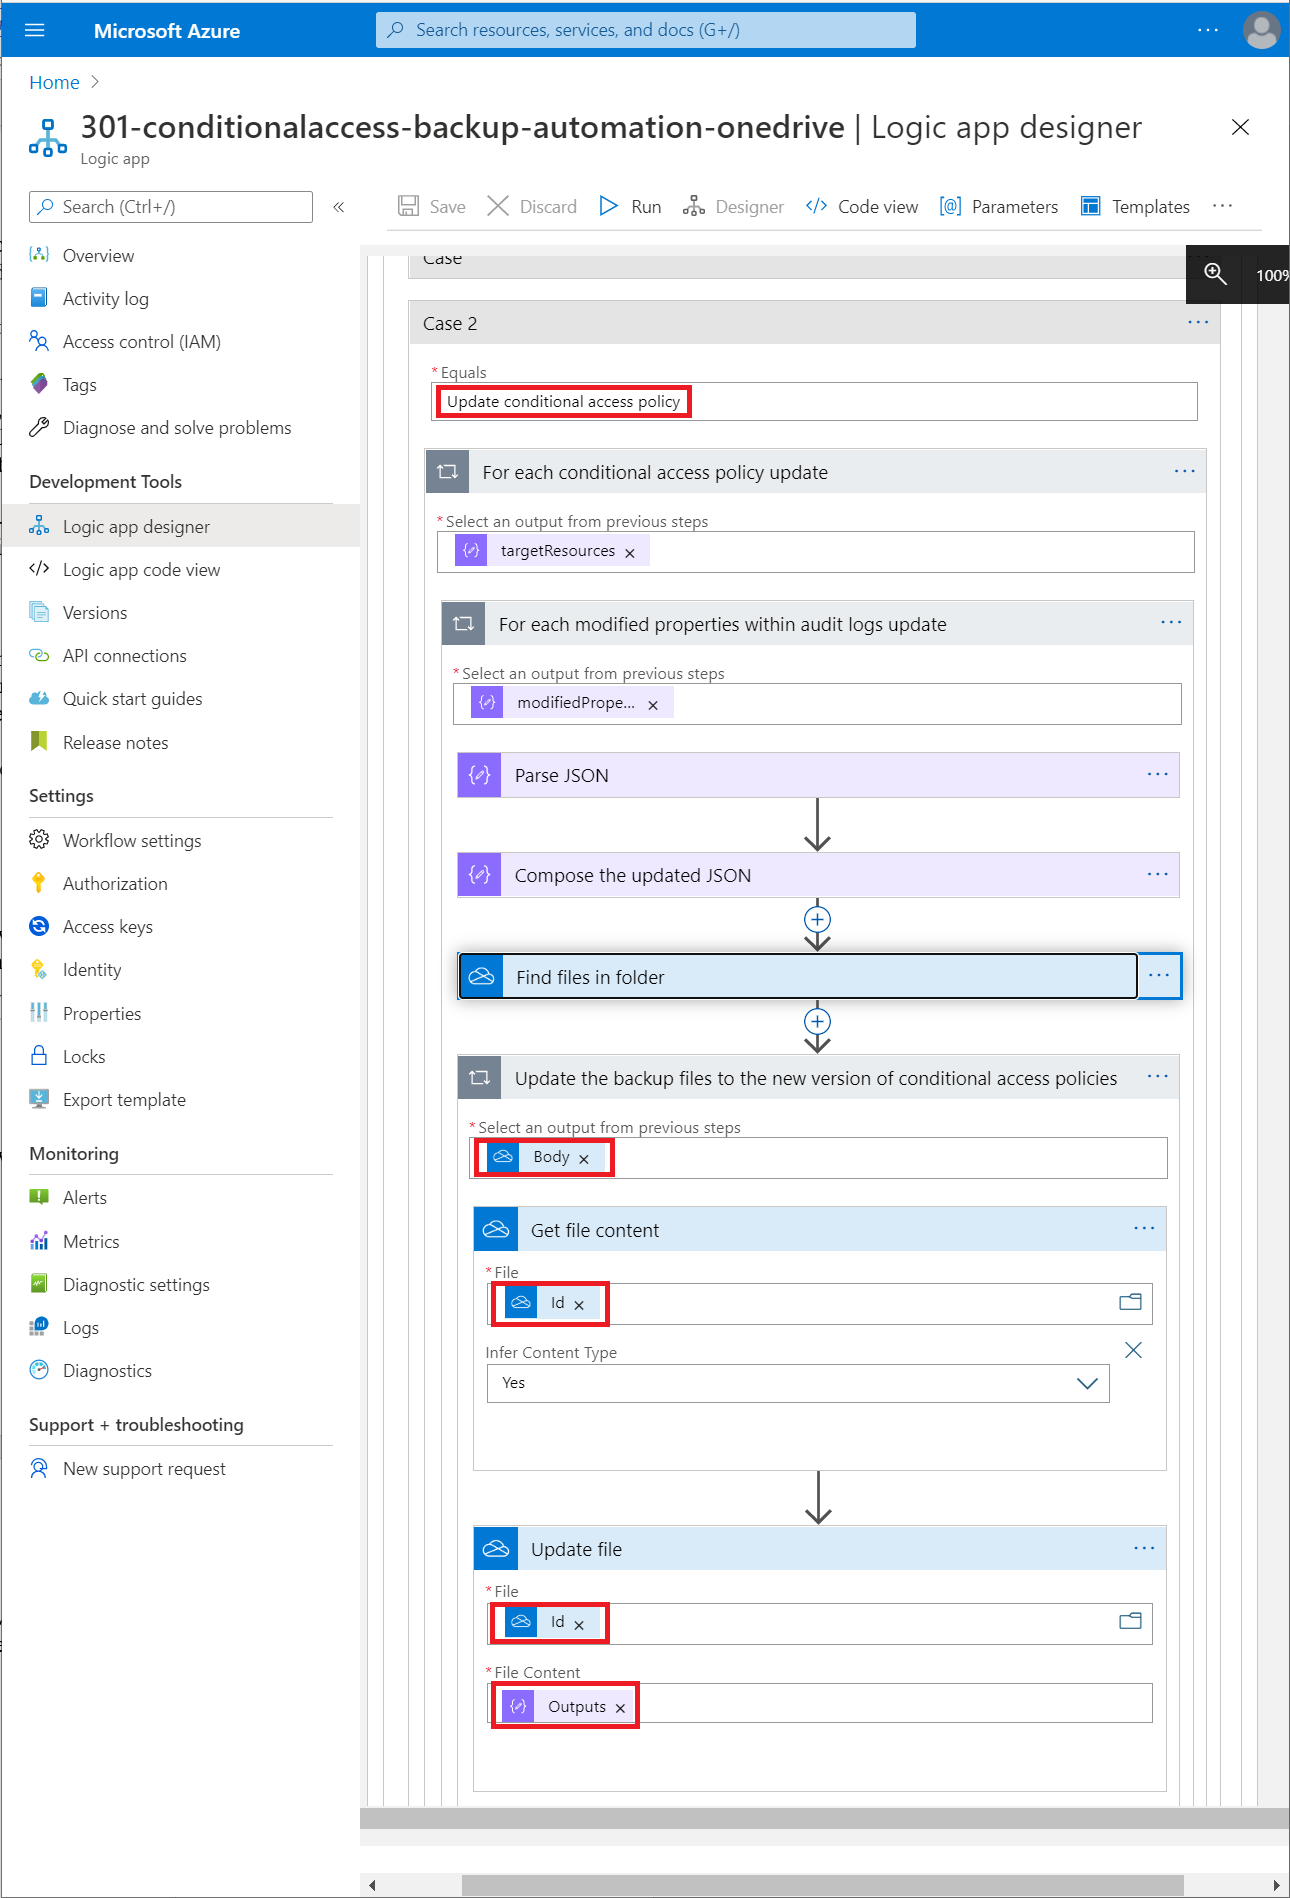 Microsoft Azure
Search resources, services, and docs (G+/)
Home
301-conditionalaccess-backup-automation-onedrive | Logic app designer
Logic app
Search (Ctrl+/)
«
Save
Discard
Run
Designer
Code view
Parameters
Templates
Overview
Activity log
Access control (IAM)
Tags
Diagnose and solve problems
Development Tools
Logic app designer
Logic app code view
Versions
API connections
Quick start guides
Release notes
Settings
Workflow settings
Authorization
Access keys
Identity
Properties
Locks
Export template
Monitoring
Alerts
Metrics
Diagnostic settings
Logs
Diagnostics
Support + troubleshooting
New support request
Case
100%
Case 2
* Equals
Update conditional access policy
For each conditional access policy update
* Select an output from previous steps
targetResources ×
For each modified properties within audit logs update
* Select an output from previous steps
modifiedPrope... ×
Parse JSON
Compose the updated JSON
Find files in folder
Update the backup files to the new version of conditional access policies
* Select an output from previous steps
Body ×
Get file content
* File
Id ×
Infer Content Type
Yes
Update file
* File
Id ×
* File Content
Outputs ×